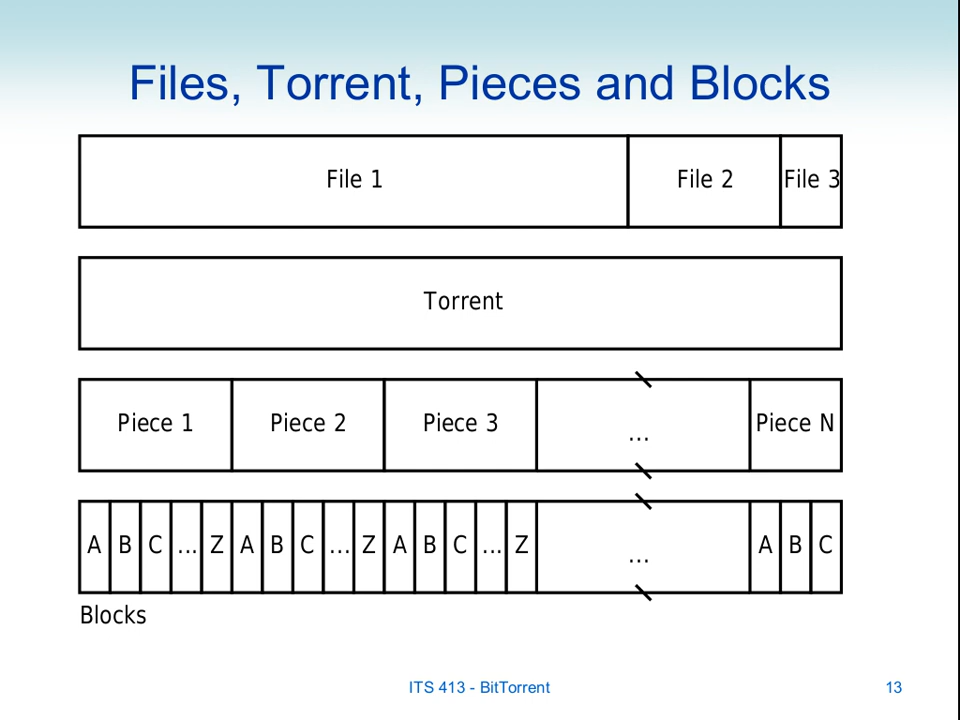 Files, Torrent, Pieces and Blocks
File 1 File 2 File 3
Torrent
Piece 1 Piece 2 Piece 3 ... Piece N
A B C ... Z A B C ... Z A B C ... Z ... A B C
Blocks
ITS 413 - BitTorrent 13